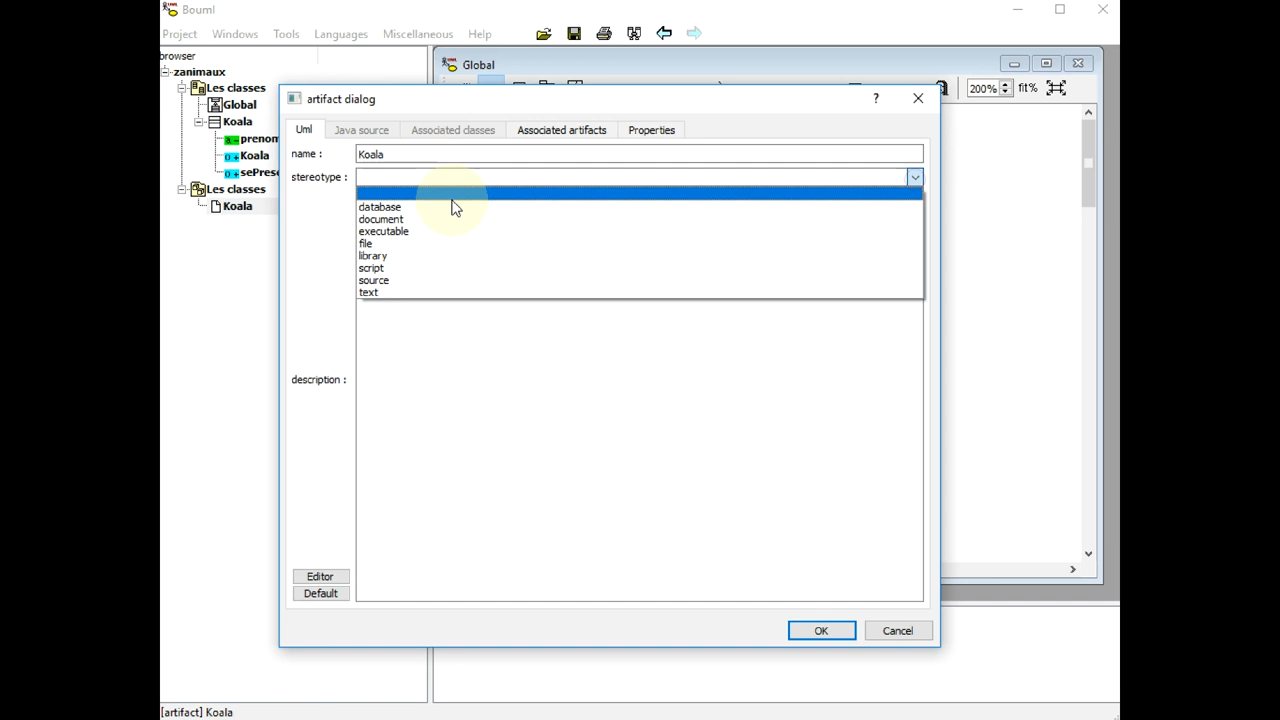 Bouml
Project Windows Tools Languages Miscellaneous Help
browser
zanimaux
Les classes
Global
Koala
prenom
Koala
sePrese
Les classes
Koala
Global
200% fit%
artifact dialog
Uml Java source Associated classes Associated artifacts Properties
name : Koala
stereotype :
database
document
executable
file
library
script
source
text
description :
Editor
Default
OK Cancel
[artifact] Koala